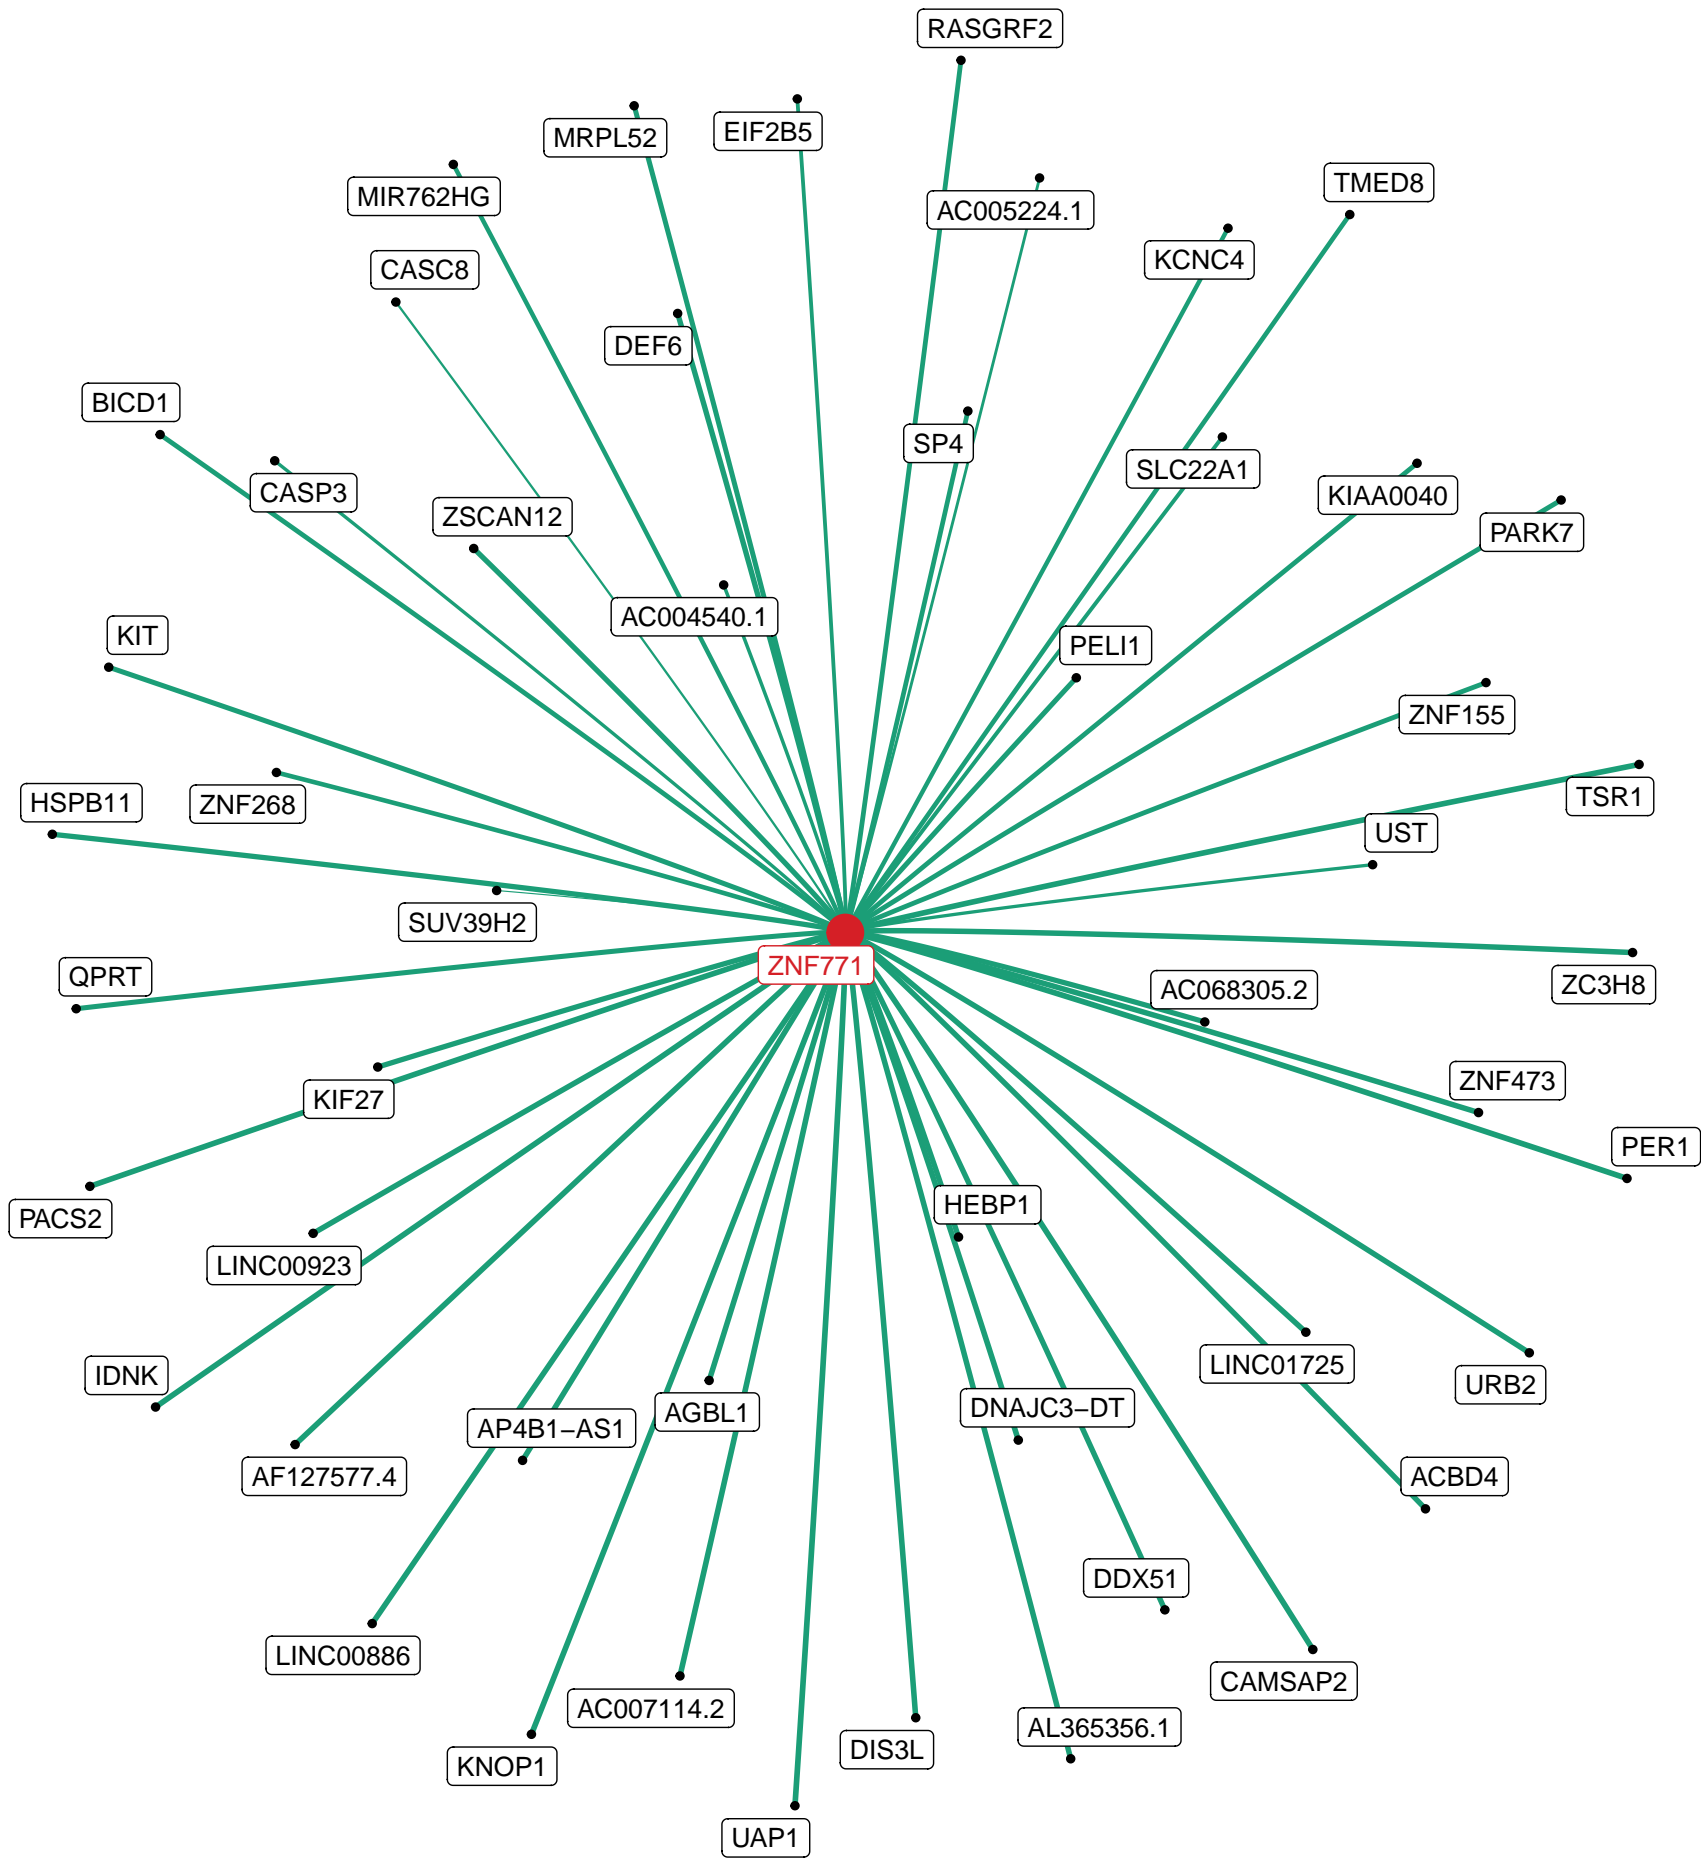 RASGRF2
MRPL52
EIF2B5
MIR762HG
AC005224.1
TMED8
KCNC4
CASC8
DEF6
BICD1
SP4
SLC22A1
CASP3
KIAA0040
ZSCAN12
PARK7
AC004540.1
KIT
PELI1
ZNF155
HSPB11
ZNF268
TSR1
UST
SUV39H2
ZNF771
QPRT
AC068305.2
ZC3H8
ZNF473
KIF27
PER1
HEBP1
PACS2
LINC00923
LINC01725
IDNK
URB2
DNAJC3−DT
AGBL1
AP4B1−AS1
AF127577.4
ACBD4
DDX51
LINC00886
CAMSAP2
AC007114.2
AL365356.1
DIS3L
KNOP1
UAP1